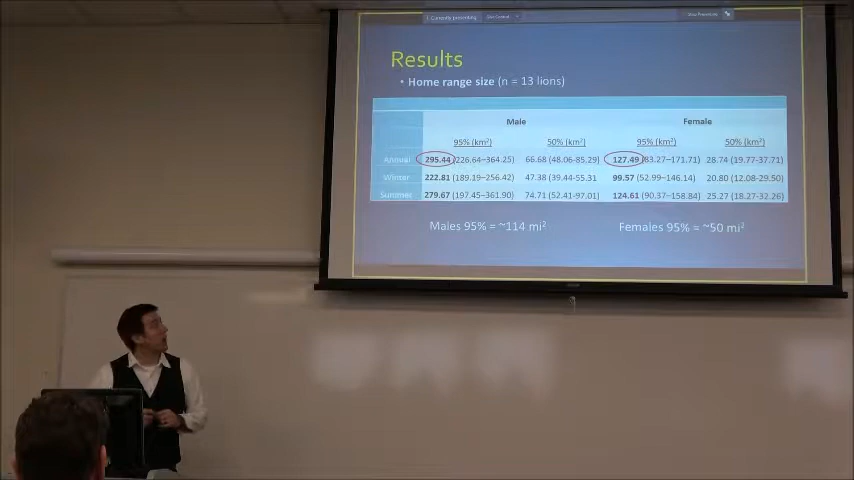 Currently presenting
Results
• Home range size (n = 13 lions)
Male Female
95% (km²) 50% (km²) 95% (km²) 50% (km²)
Annual 295.44 (226.64–364.25) 66.68 (48.06-85.29) 127.49 (83.27–171.71) 28.74 (19.77-37.71)
Winter 222.81 (189.19–256.42) 47.38 (39.44-55.31 99.57 (52.99–146.14) 20.80 (12.08-29.50)
Summer 279.67 (197.45–361.90) 74.71 (52.41-97.01) 124.61 (90.37–158.84) 25.27 (18.27-32.26)
Males 95% = ~114 mi² Females 95% = ~50 mi²